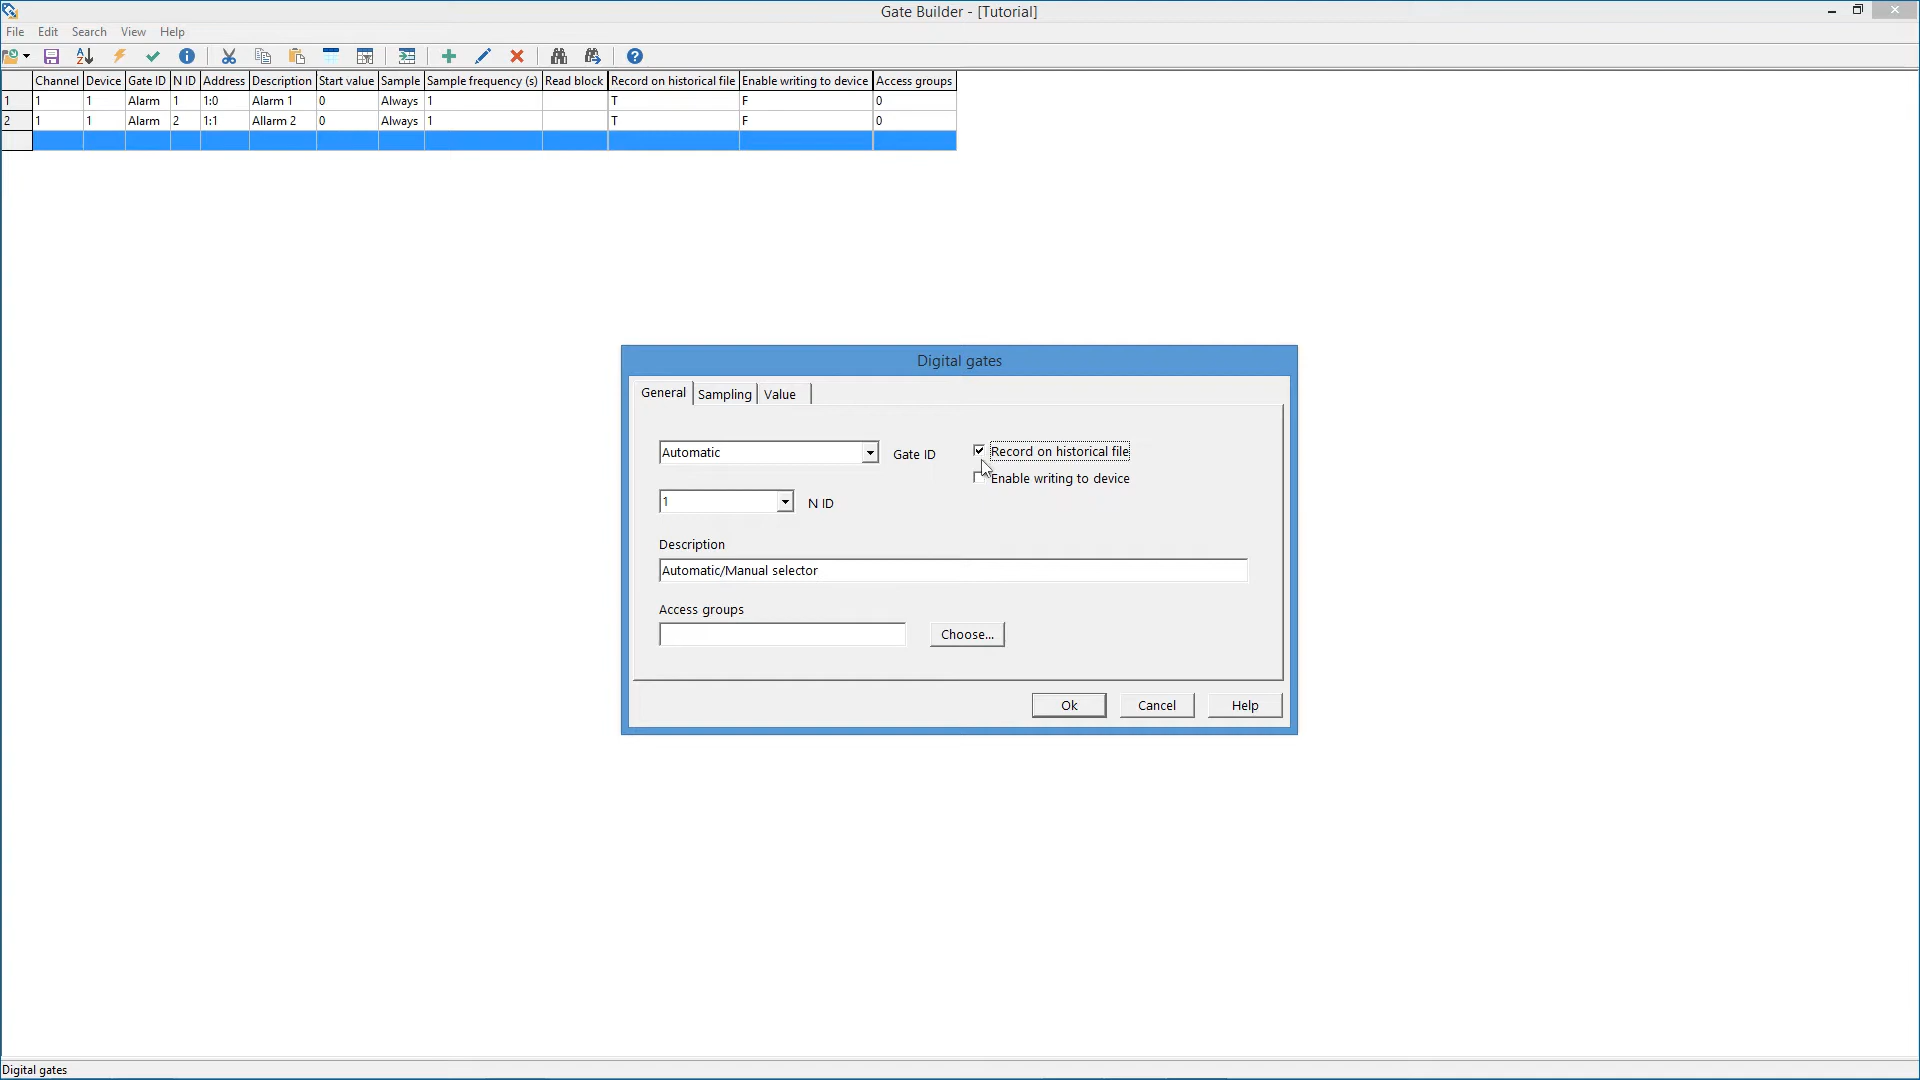 Gate Builder - [Tutorial]
File Edit Search View Help
Channel Device Gate ID N ID Address Description Start value Sample Sample frequency (s) Read block Record on historical file Enable writing to device Access groups
1 1 1 Alarm 1 1:0 Alarm 1 0 Always 1 T F 0
2 1 1 Alarm 2 1:1 Allarm 2 0 Always 1 T F 0
Digital gates
General Sampling Value
Automatic Gate ID Record on historical file
Enable writing to device
1 N ID
Description
Automatic/Manual selector
Access groups
Choose...
Ok Cancel Help
Digital gates